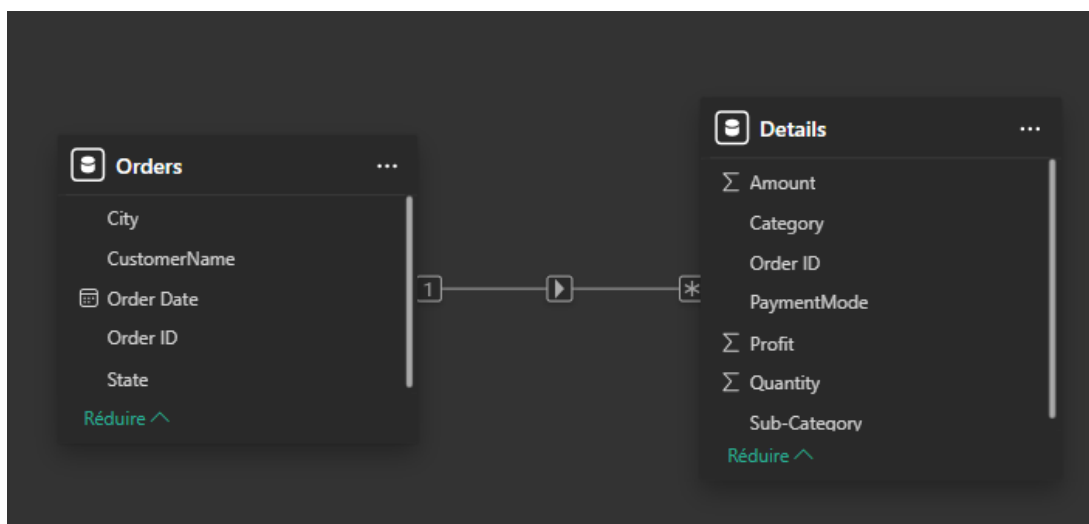 Orders
City
CustomerName
Order Date
Order ID
State
Réduire
1
*
Details
Σ Amount
Category
Order ID
PaymentMode
Σ Profit
Σ Quantity
Sub-Category
Réduire